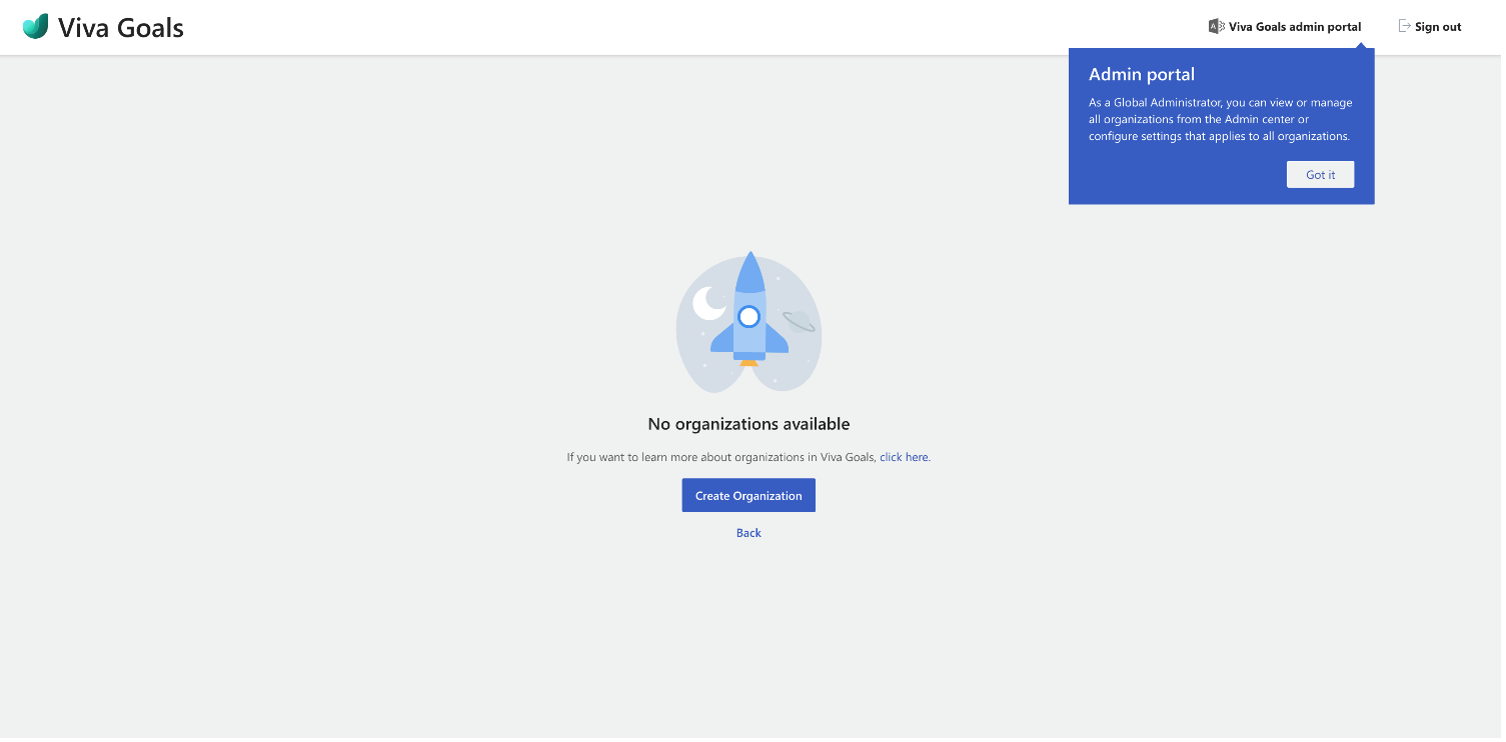 Viva Goals
Viva Goals admin portal
Sign out
Admin portal
As a Global Administrator, you can view or manage
all organizations from the Admin center or
configure settings that applies to all organizations.
Got it
No organizations available
If you want to learn more about organizations in Viva Goals, click here.
Create Organization
Back